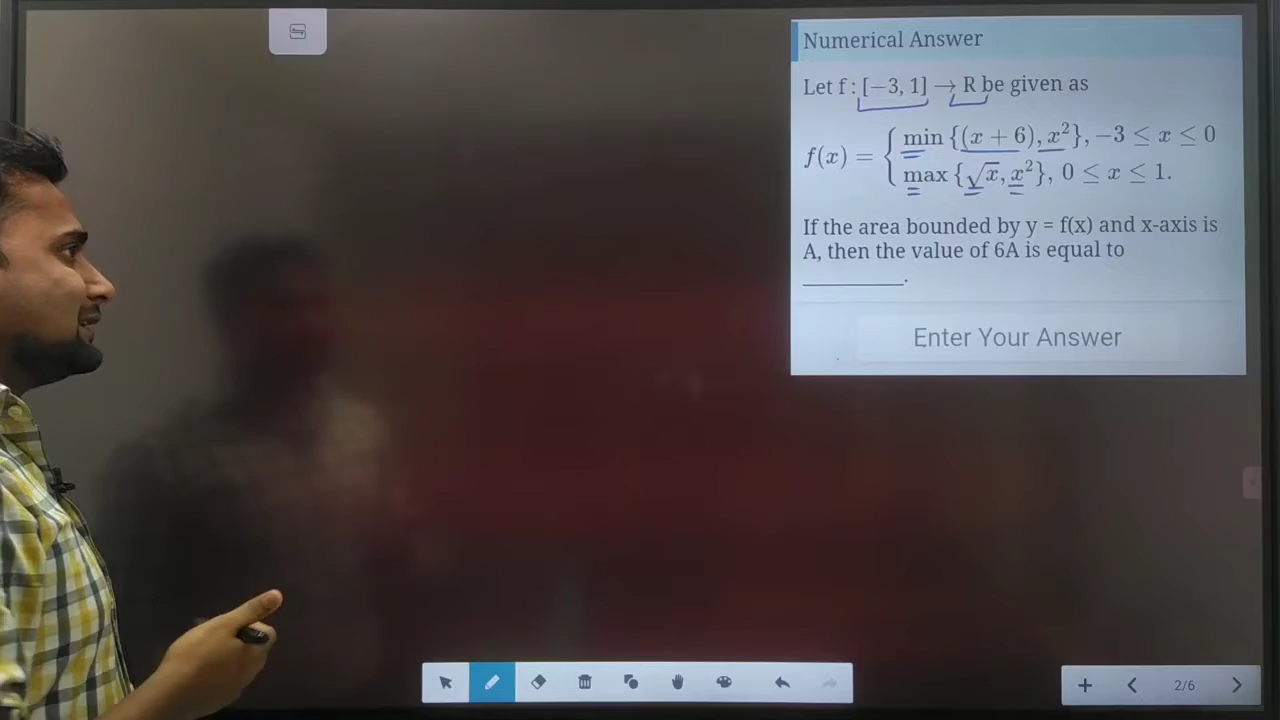 Numerical Answer
Let f : [−3, 1] → R be given as
f(x) = { min {(x + 6), x²}, −3 ≤ x ≤ 0
max {√x, x²}, 0 ≤ x ≤ 1.
If the area bounded by y = f(x) and x-axis is
A, then the value of 6A is equal to
________.
Enter Your Answer
2/6